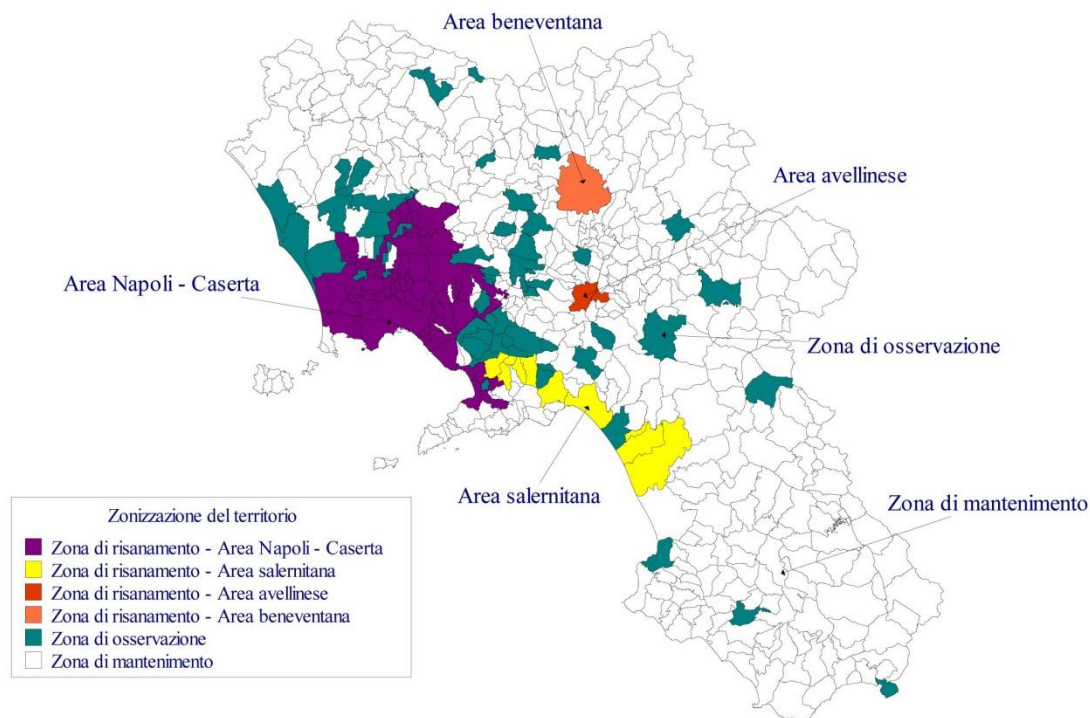 Area beneventana
Area avellinese
Area Napoli - Caserta
Zona di osservazione
Area salernitana
Zona di mantenimento
Zonizzazione del territorio
Zona di risanamento - Area Napoli - Caserta
Zona di risanamento - Area salernitana
Zona di risanamento - Area avellinese
Zona di risanamento - Area beneventana
Zona di osservazione
Zona di mantenimento